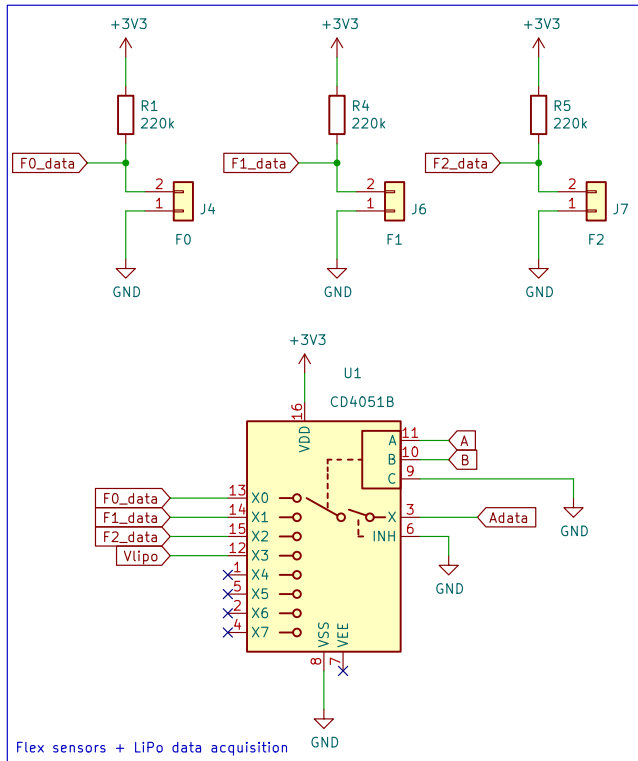 +3V3 +3V3 +3V3
R1 R4 R5
220k 220k 220k
F0_data F1_data F2_data
2 2 2
1 J4 1 J6 1 J7
F0 F1 F2
GND GND GND
+3V3
U1
CD4051B
16
VDD
A 11 A
B 10 B
C 9
F0_data 13 X0
F1_data 14 X1 X 3 Adata
F2_data 15 X2 INH 6
Vlipo 12 X3
GND
1 X4
GND
5 X5
2 X6
4 X7
VSS VEE
8 7
GND
Flex sensors + LiPo data acquisition